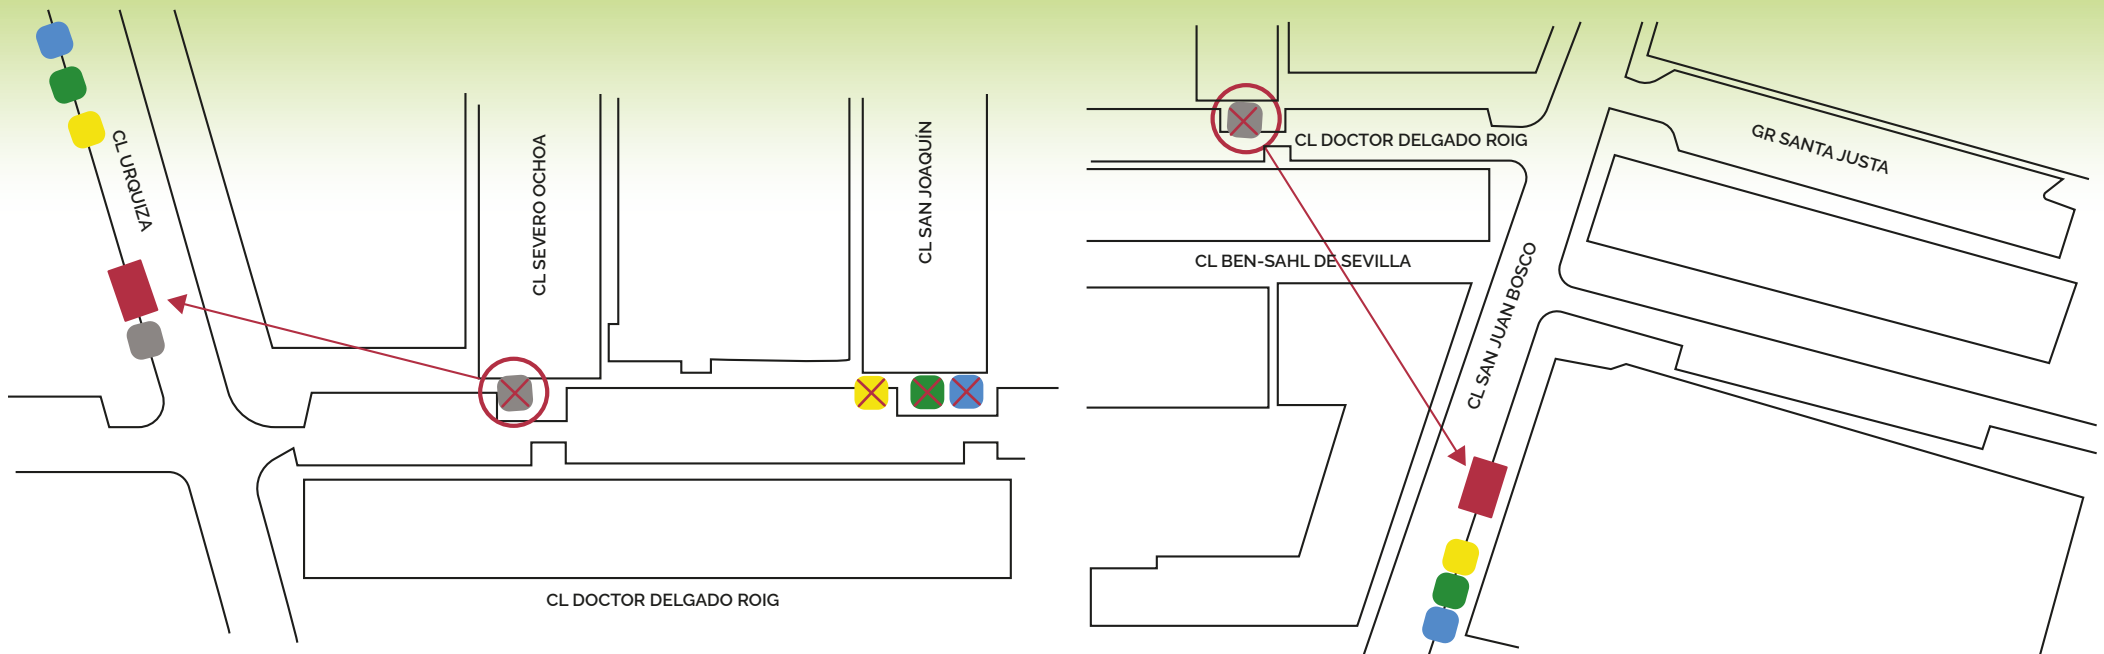 CL URQUIZA
CL SEVERO OCHOA
CL SAN JOAQUÍN
CL DOCTOR DELGADO ROIG
CL DOCTOR DELGADO ROIG
GR SANTA JUSTA
CL BEN-SAHL DE SEVILLA
CL SAN JUAN BOSCO